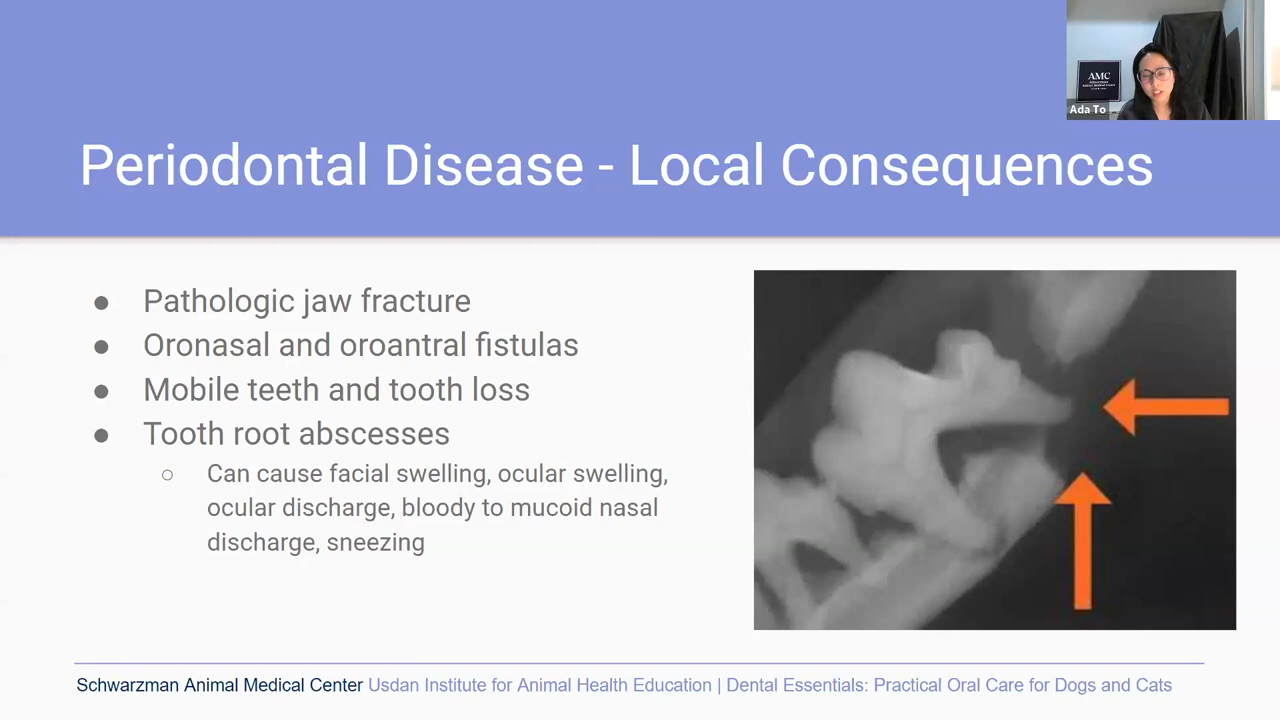 AMC
Ada To
Periodontal Disease - Local Consequences
● Pathologic jaw fracture
● Oronasal and oroantral fistulas
● Mobile teeth and tooth loss
● Tooth root abscesses
○ Can cause facial swelling, ocular swelling,
ocular discharge, bloody to mucoid nasal
discharge, sneezing
Schwarzman Animal Medical Center Usdan Institute for Animal Health Education | Dental Essentials: Practical Oral Care for Dogs and Cats